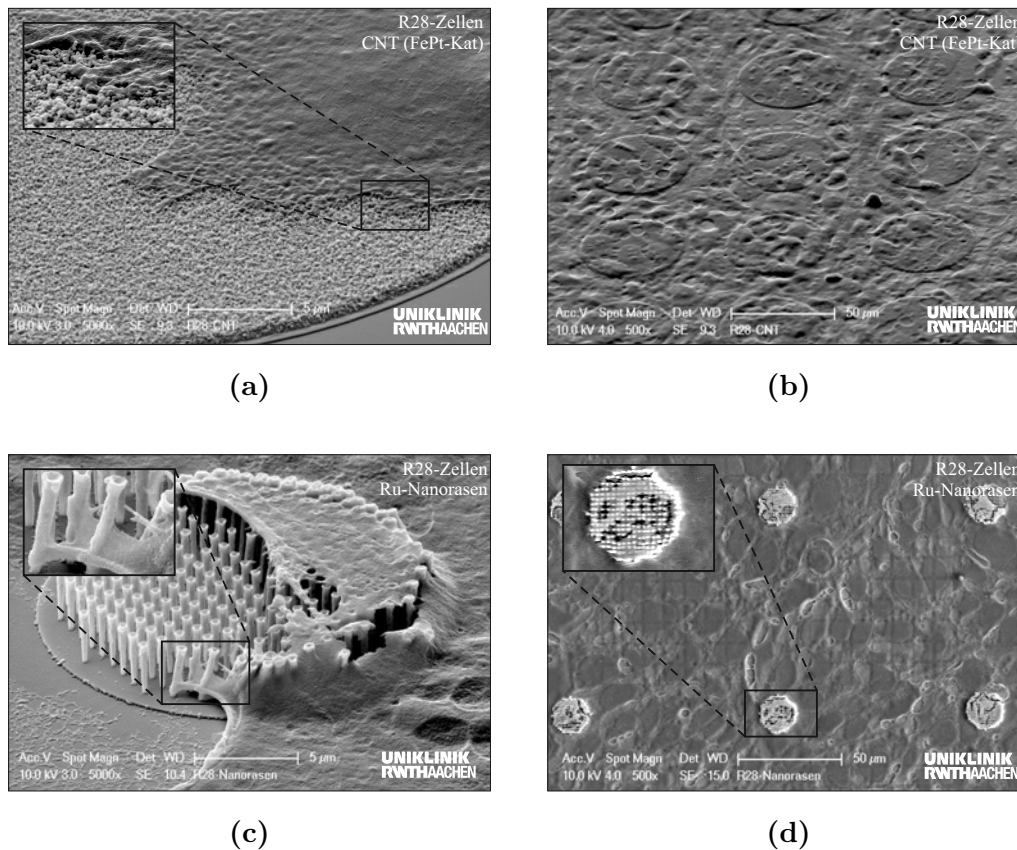 R28-Zellen
CNT (FePt-Kat)
Acc.V Spot Magn Det WD 5 µm
10.0 kV 3.0 5000x SE 9.3 R28-CNT
UNIKLINIK
RWTHAACHEN
(a)
R28-Zellen
CNT (FePt-Kat)
Acc.V Spot Magn Det WD 50 µm
10.0 kV 4.0 500x SE 9.3 R28-CNT
UNIKLINIK
RWTHAACHEN
(b)
R28-Zellen
Ru-Nanorasen
Acc.V Spot Magn Det WD 5 µm
10.0 kV 3.0 5000x SE 10.4 R28-Nanorasen
UNIKLINIK
RWTHAACHEN
(c)
R28-Zellen
Ru-Nanorasen
Acc.V Spot Magn Det WD 50 µm
10.0 kV 4.0 500x SE 15.0 R28-Nanorasen
UNIKLINIK
RWTHAACHEN
(d)